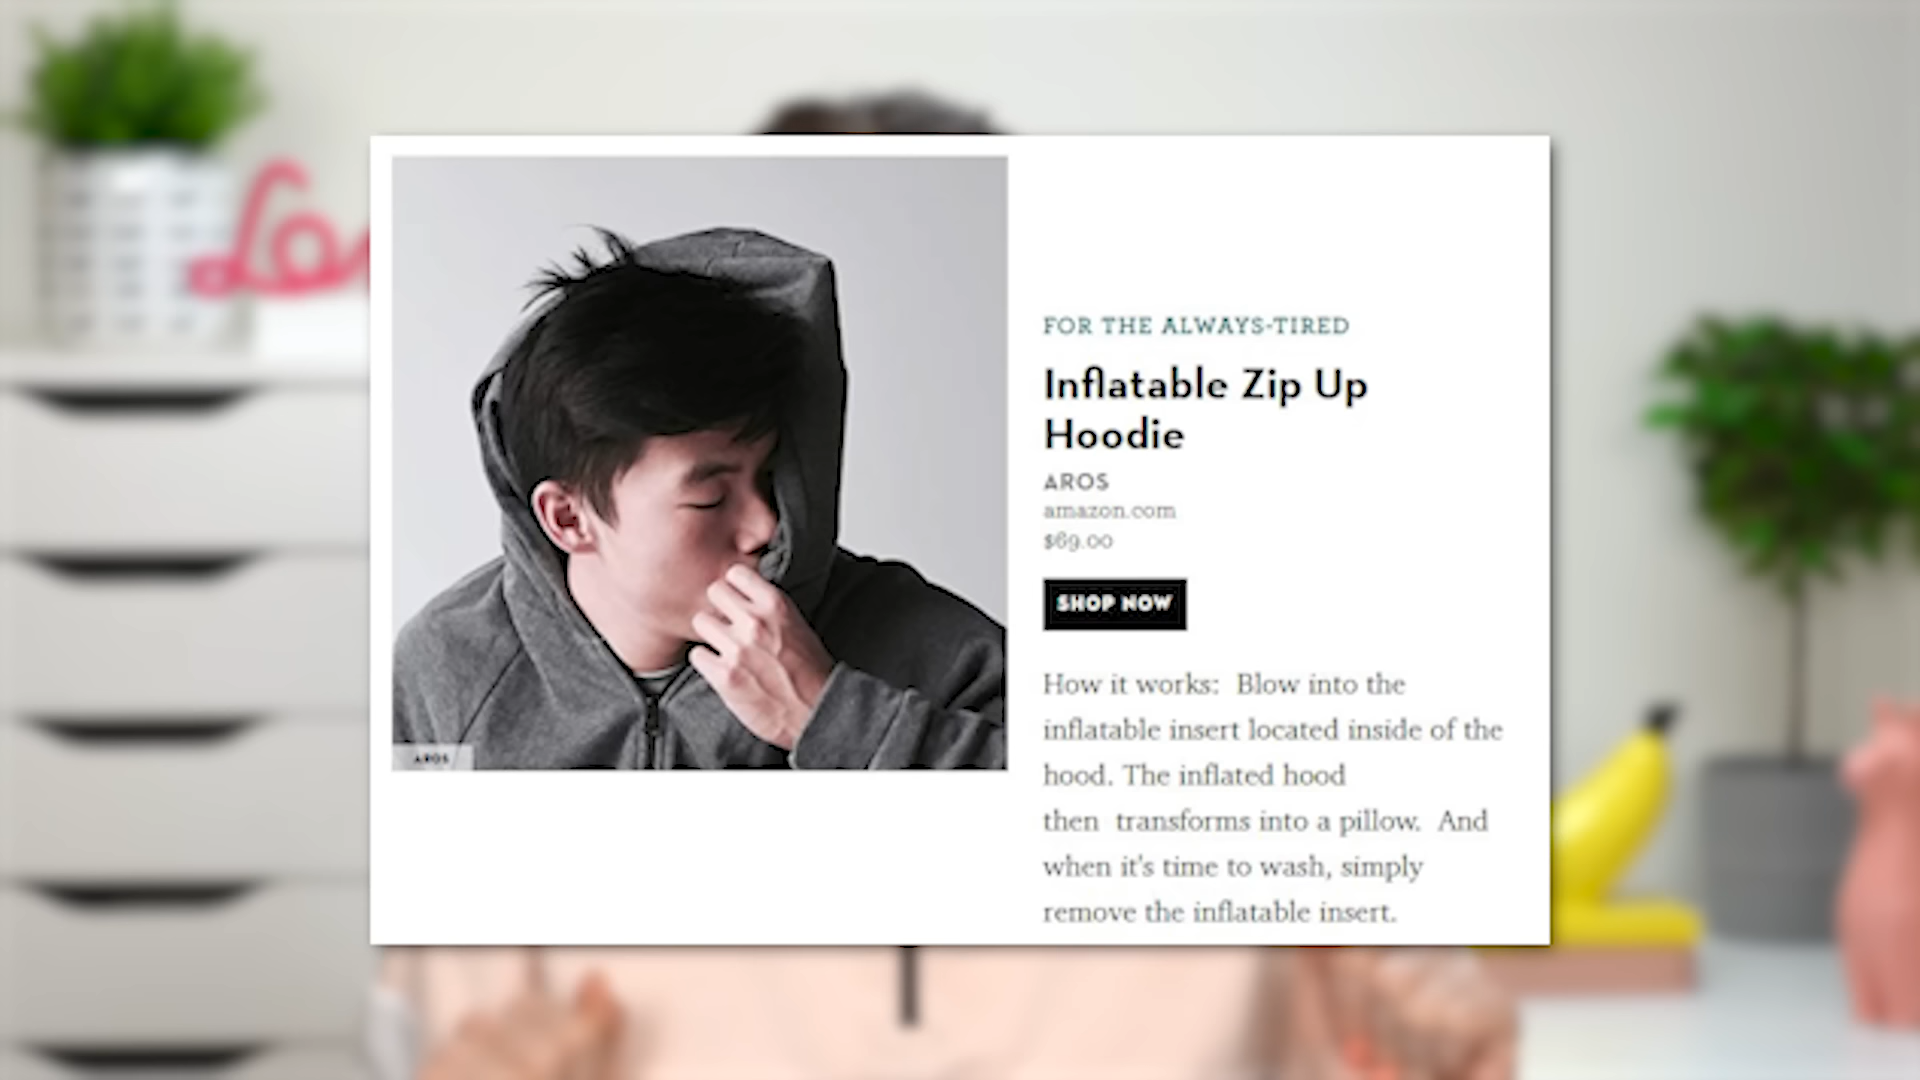 FOR THE ALWAYS-TIRED
Inflatable Zip Up
Hoodie
AROS
amazon.com
$69.00
SHOP NOW
How it works:  Blow into the
inflatable insert located inside of the
hood. The inflated hood
then  transforms into a pillow.  And
when it's time to wash, simply
remove the inflatable insert.
AROS